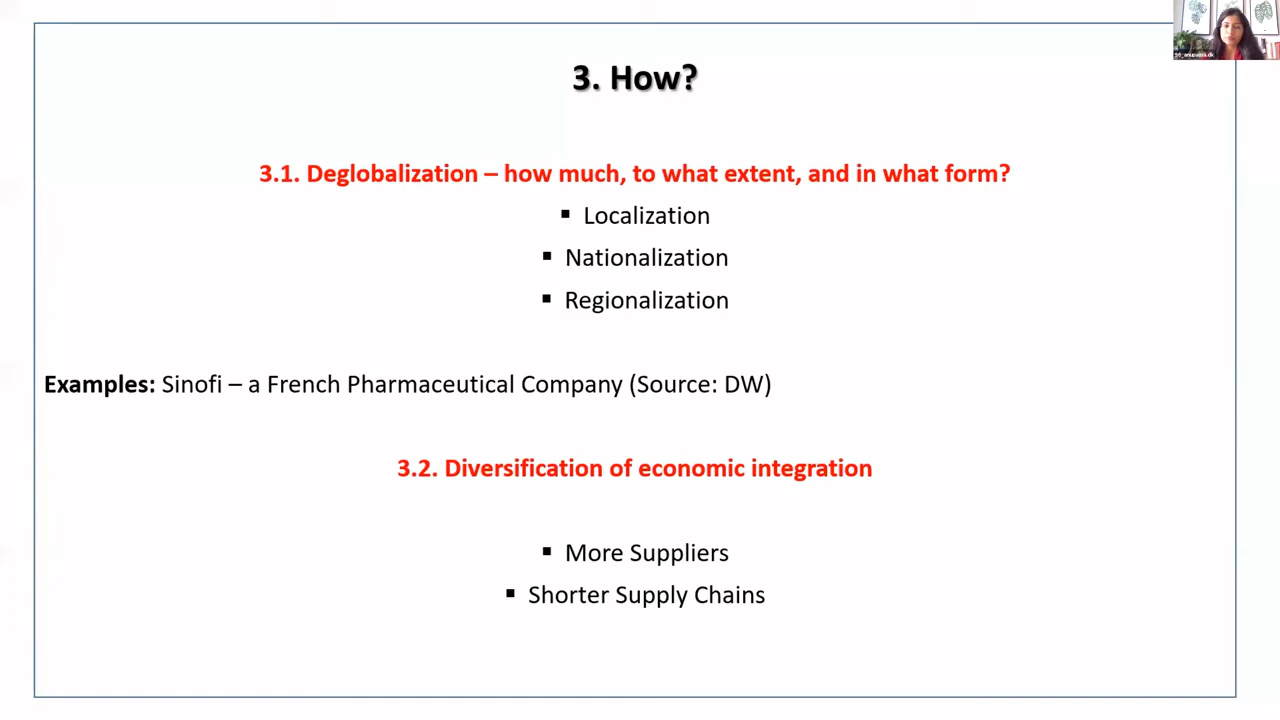 3. How?
3.1. Deglobalization – how much, to what extent, and in what form?
▪ Localization
▪ Nationalization
▪ Regionalization
Examples: Sinofi – a French Pharmaceutical Company (Source: DW)
3.2. Diversification of economic integration
▪ More Suppliers
▪ Shorter Supply Chains